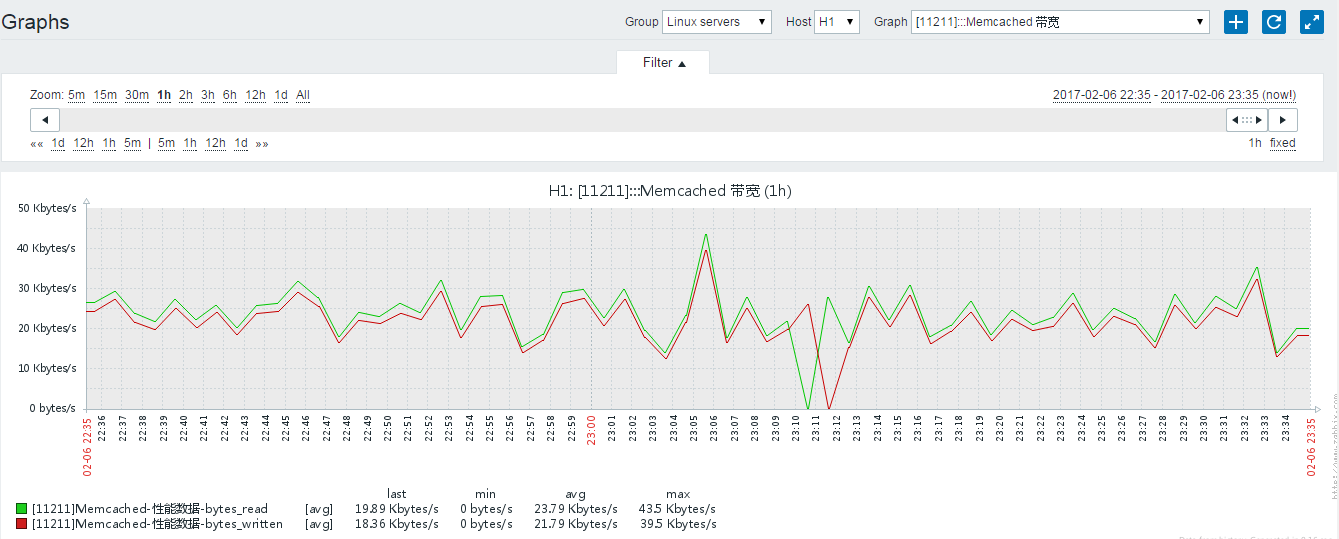 Graphs
Group Linux servers ▼ Host H1 ▼ Graph [11211]:::Memcached 带宽 ▼
Filter ▲
Zoom: 5m 15m 30m 1h 2h 3h 6h 12h 1d All
2017-02-06 22:35 - 2017-02-06 23:35 (now!)
«« 1d 12h 1h 5m | 5m 1h 12h 1d »»
1h fixed
H1: [11211]:::Memcached 带宽 (1h)
50 Kbytes/s
40 Kbytes/s
30 Kbytes/s
20 Kbytes/s
10 Kbytes/s
0 bytes/s
02-06 22:35 22:36 22:37 22:38 22:39 22:40 22:41 22:42 22:43 22:44 22:45 22:46 22:47 22:48 22:49 22:50 22:51 22:52 22:53 22:54 22:55 22:56 22:57 22:58 22:59 23:00 23:01 23:02 23:03 23:04 23:05 23:06 23:07 23:08 23:09 23:10 23:11 23:12 23:13 23:14 23:15 23:16 23:17 23:18 23:19 23:20 23:21 23:22 23:23 23:24 23:25 23:26 23:27 23:28 23:29 23:30 23:31 23:32 23:33 23:34 02-06 23:35
last min avg max
[11211]Memcached-性能数据-bytes_read [avg] 19.89 Kbytes/s 0 bytes/s 23.79 Kbytes/s 43.5 Kbytes/s
[11211]Memcached-性能数据-bytes_written [avg] 18.36 Kbytes/s 0 bytes/s 21.79 Kbytes/s 39.5 Kbytes/s
http://www.zabbix.com